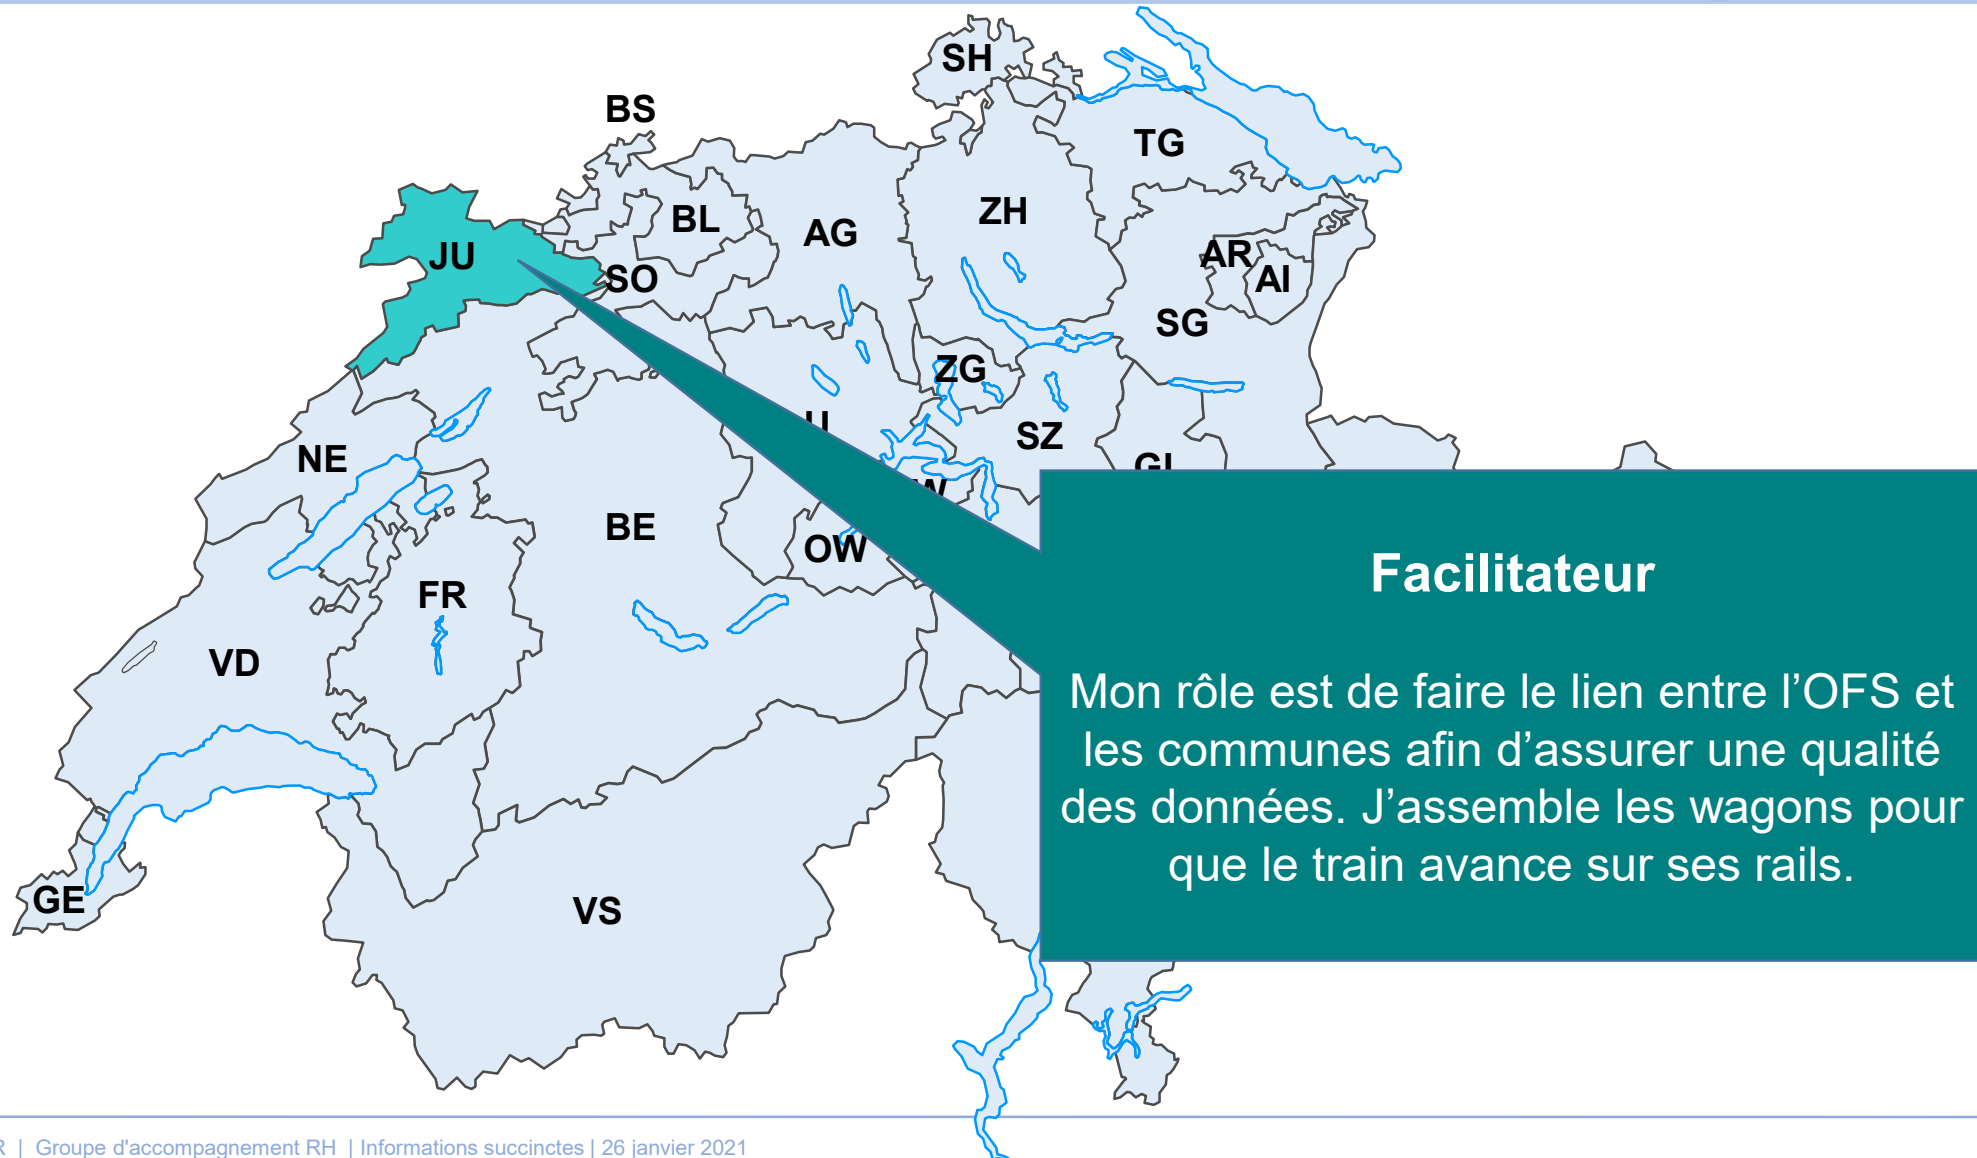 SH
BS
TG
BL
ZH
AG
JU
AR
AI
SO
SG
ZG
SZ
NE
BE
OW
FR
VD
GE
VS
Facilitateur
Mon rôle est de faire le lien entre l’OFS et
les communes afin d’assurer une qualité
des données. J’assemble les wagons pour
que le train avance sur ses rails.
| Groupe d'accompagnement RH | Informations succinctes | 26 janvier 2021